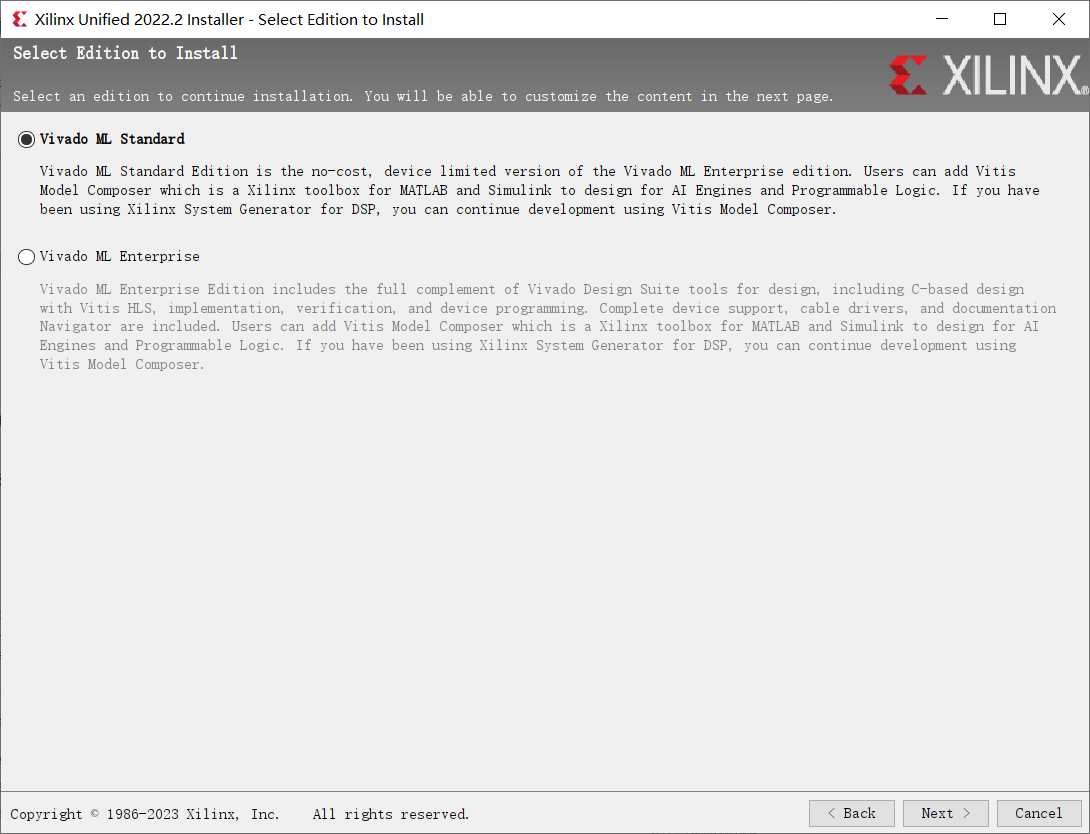 Xilinx Unified 2022.2 Installer - Select Edition to Install
Select Edition to Install
XILINX®
Select an edition to continue installation. You will be able to customize the content in the next page.
Vivado ML Standard
Vivado ML Standard Edition is the no-cost, device limited version of the Vivado ML Enterprise edition. Users can add Vitis
Model Composer which is a Xilinx toolbox for MATLAB and Simulink to design for AI Engines and Programmable Logic. If you have
been using Xilinx System Generator for DSP, you can continue development using Vitis Model Composer.
Vivado ML Enterprise
Vivado ML Enterprise Edition includes the full complement of Vivado Design Suite tools for design, including C-based design
with Vitis HLS, implementation, verification, and device programming. Complete device support, cable drivers, and documentation
Navigator are included. Users can add Vitis Model Composer which is a Xilinx toolbox for MATLAB and Simulink to design for AI
Engines and Programmable Logic. If you have been using Xilinx System Generator for DSP, you can continue development using
Vitis Model Composer.
Copyright © 1986-2023 Xilinx, Inc. All rights reserved.
< Back Next > Cancel